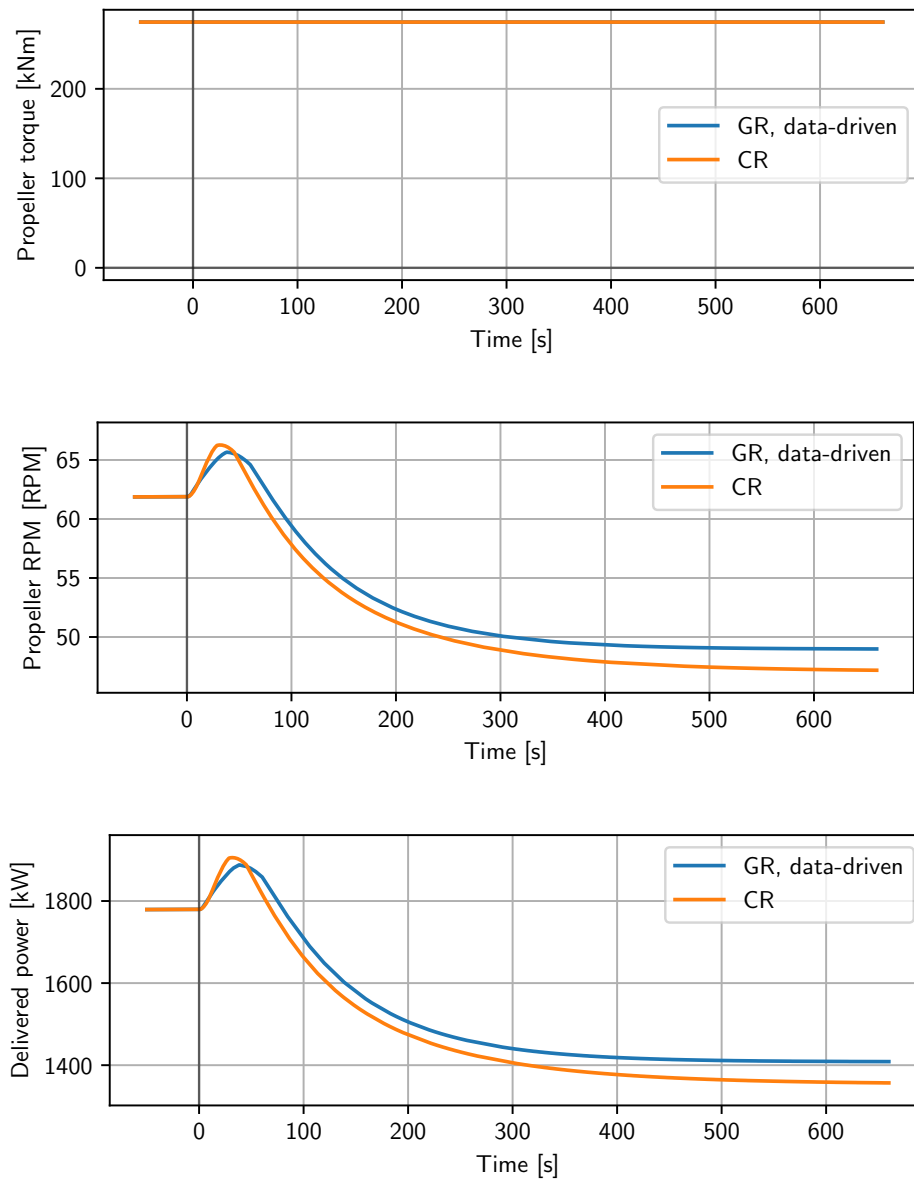 Propeller torque [kNm]
200
100
0
GR, data-driven
CR
0 100 200 300 400 500 600
Time [s]
Propeller RPM [RPM]
65
60
55
50
GR, data-driven
CR
0 100 200 300 400 500 600
Time [s]
Delivered power [kW]
1800
1600
1400
GR, data-driven
CR
0 100 200 300 400 500 600
Time [s]